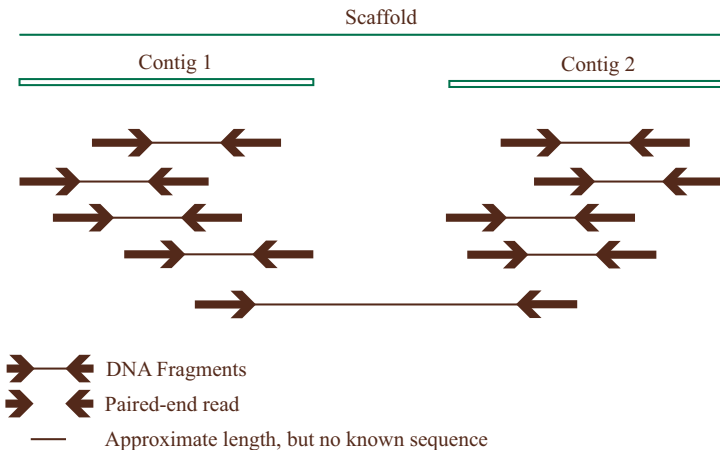 Scaffold
Contig 1
Contig 2
DNA Fragments
Paired-end read
Approximate length, but no known sequence